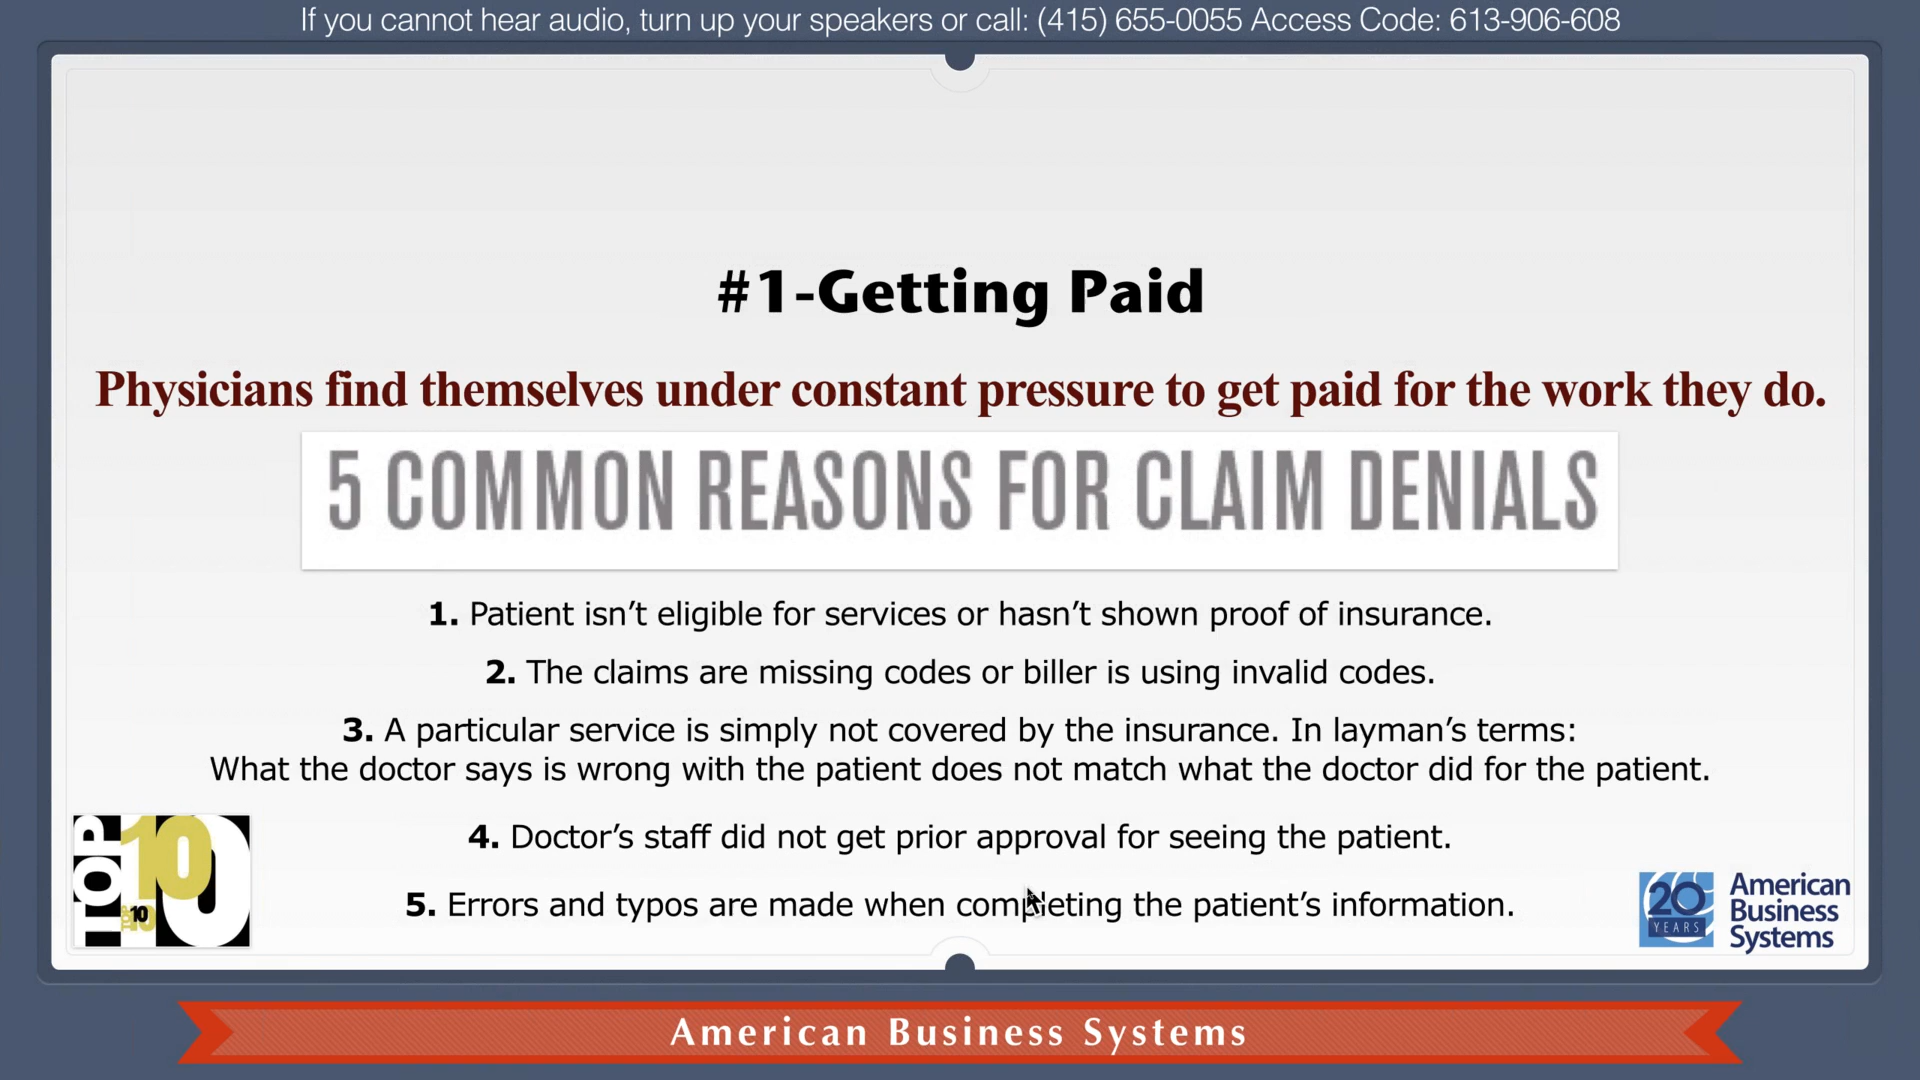 If you cannot hear audio, turn up your speakers or call: (415) 655-0055 Access Code: 613-906-608
#1-Getting Paid
Physicians find themselves under constant pressure to get paid for the work they do.
5 COMMON REASONS FOR CLAIM DENIALS
1. Patient isn’t eligible for services or hasn’t shown proof of insurance.
2. The claims are missing codes or biller is using invalid codes.
3. A particular service is simply not covered by the insurance. In layman’s terms:
What the doctor says is wrong with the patient does not match what the doctor did for the patient.
4. Doctor’s staff did not get prior approval for seeing the patient.
5. Errors and typos are made when completing the patient’s information.
TOP 10
10
10
20
YEARS
American
Business
Systems
American Business Systems